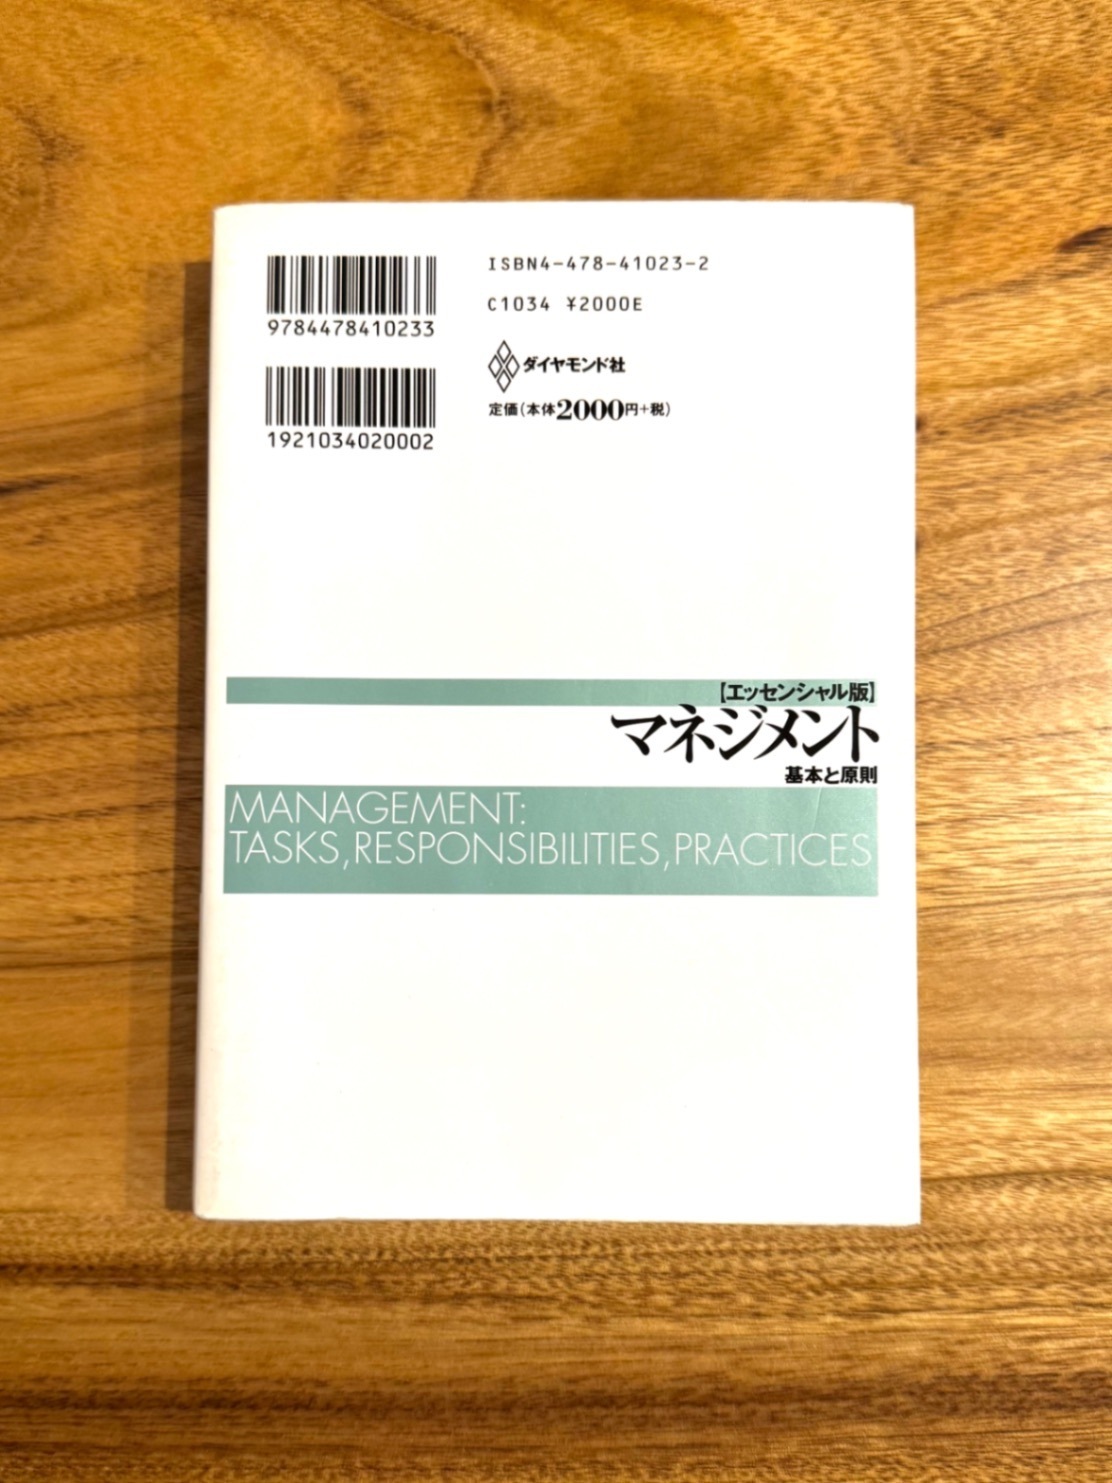 9784478410233
1921034020002
ISBN4-478-41023-2
C1034 ¥2000E
ダイヤモンド社
定価(本体2000円+税)
【エッセンシャル版】
マネジメント
基本と原則
MANAGEMENT:
TASKS,RESPONSIBILITIES,PRACTICES